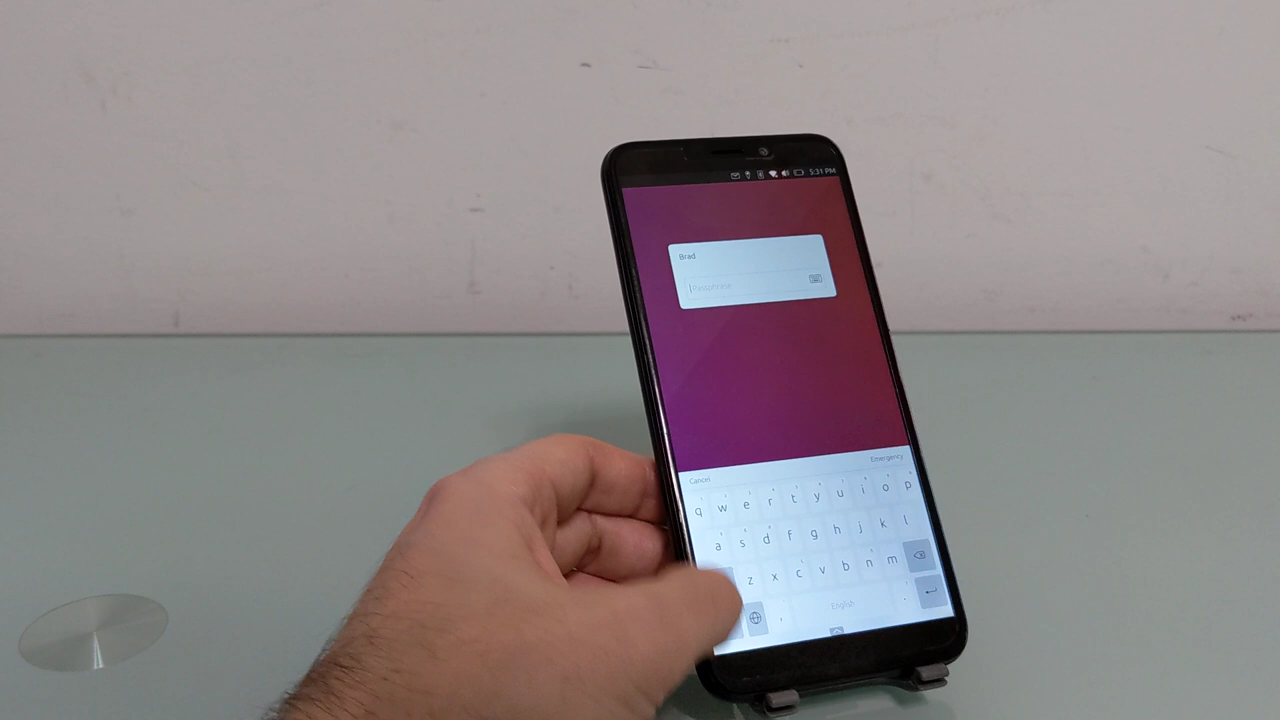 5:31 PM
Brad
Passphrase
Cancel Emergency
q w e r t y u i o p
a s d f g h j k l
z x c v b n m
, English .